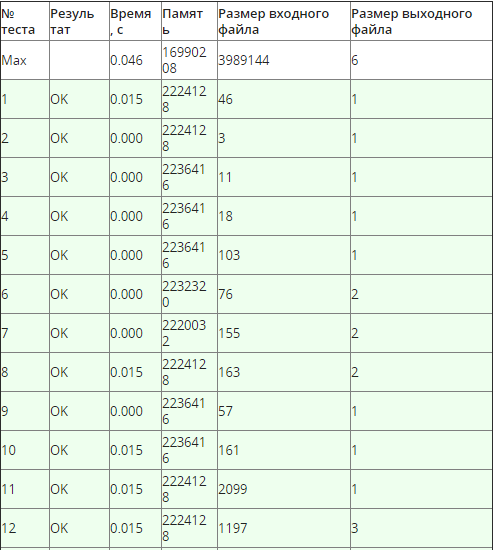 № теста Резуль тат Время , с Памят ь Размер входного файла Размер выходного файла
Max 0.046 16990208 3989144 6
1 OK 0.015 2224128 46 1
2 OK 0.000 2224128 3 1
3 OK 0.000 2236416 11 1
4 OK 0.000 2236416 18 1
5 OK 0.000 2236416 103 1
6 OK 0.000 2232320 76 2
7 OK 0.000 2220032 155 2
8 OK 0.015 2224128 163 2
9 OK 0.000 2236416 57 1
10 OK 0.015 2236416 161 1
11 OK 0.015 2224128 2099 1
12 OK 0.015 2224128 1197 3